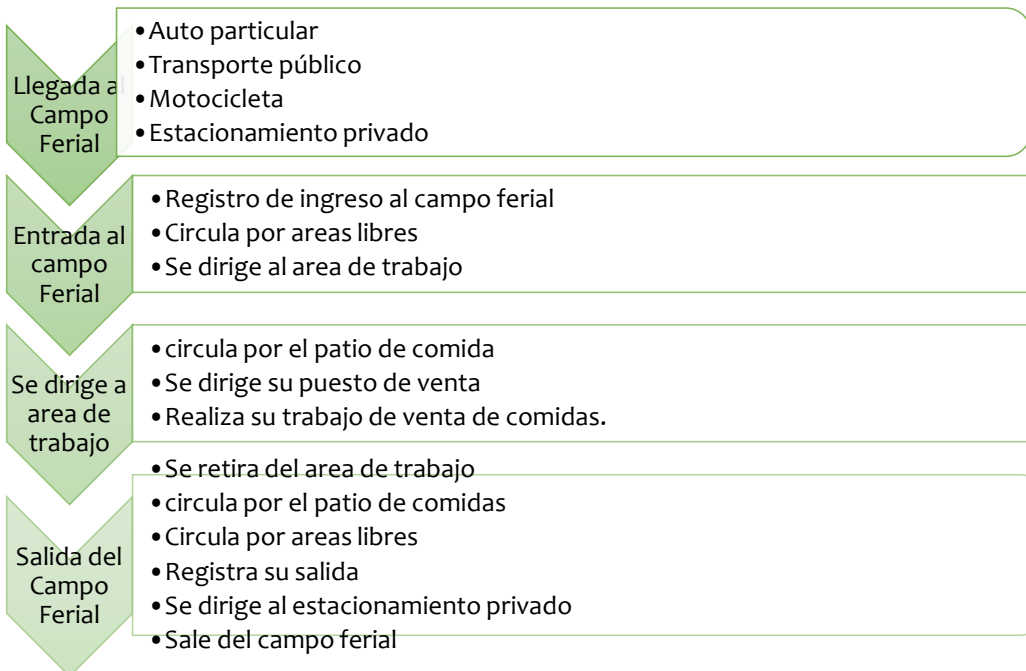 Llegada al
Campo
Ferial
•Auto particular
•Transporte público
•Motocicleta
•Estacionamiento privado
Entrada al
campo
Ferial
•Registro de ingreso al campo ferial
•Circula por areas libres
•Se dirige al area de trabajo
Se dirige a
area de
trabajo
•circula por el patio de comida
•Se dirige su puesto de venta
•Realiza su trabajo de venta de comidas.
Salida del
Campo
Ferial
•Se retira del area de trabajo
•circula por el patio de comidas
•Circula por areas libres
•Registra su salida
•Se dirige al estacionamiento privado
•Sale del campo ferial